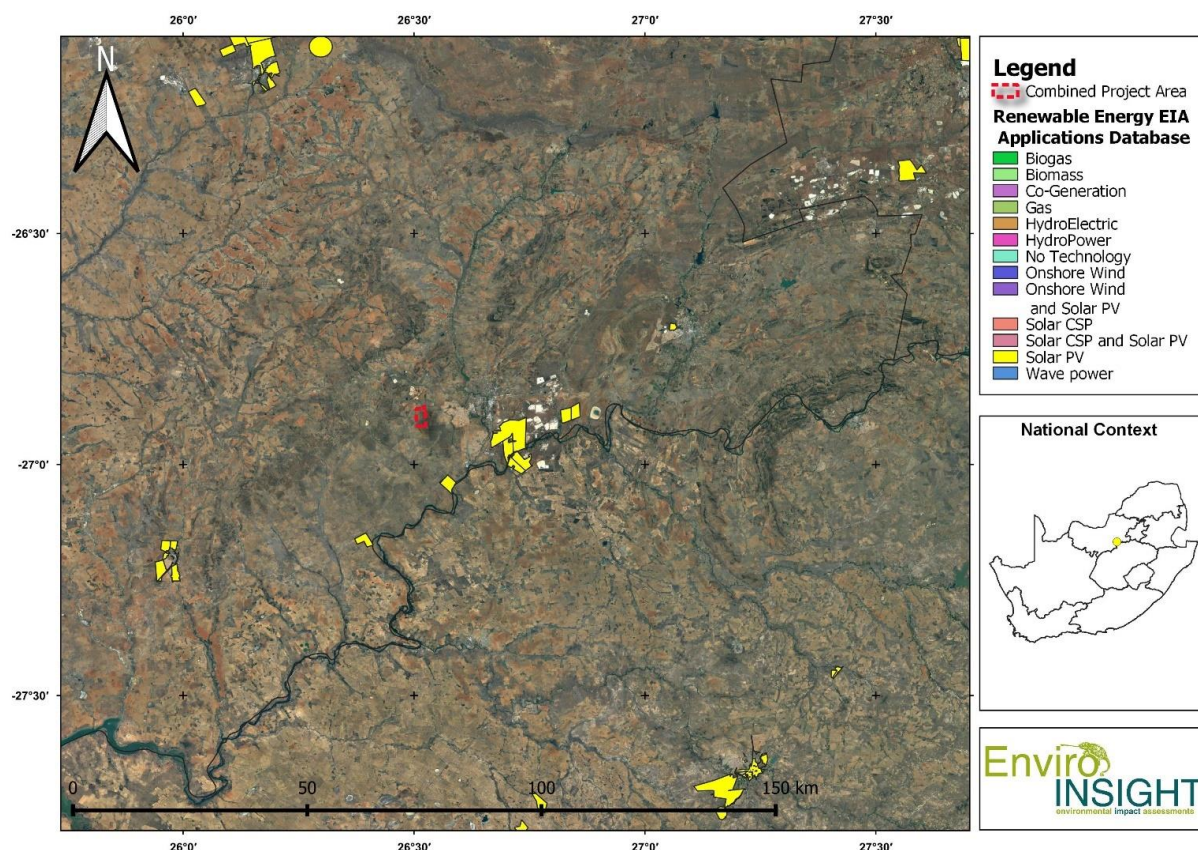 26°0'
26°30'
27°0'
27°30'
N
-26°30'
-27°0'
-27°30'
0
50
100
150 km
26°0'
26°30'
27°0'
27°30'
Legend
Combined Project Area
Renewable Energy EIA
Applications Database
Biogas
Biomass
Co-Generation
Gas
HydroElectric
HydroPower
No Technology
Onshore Wind
Onshore Wind
and Solar PV
Solar CSP
Solar CSP and Solar PV
Solar PV
Wave power
National Context
Enviro
INSIGHT
environmental impact assessments